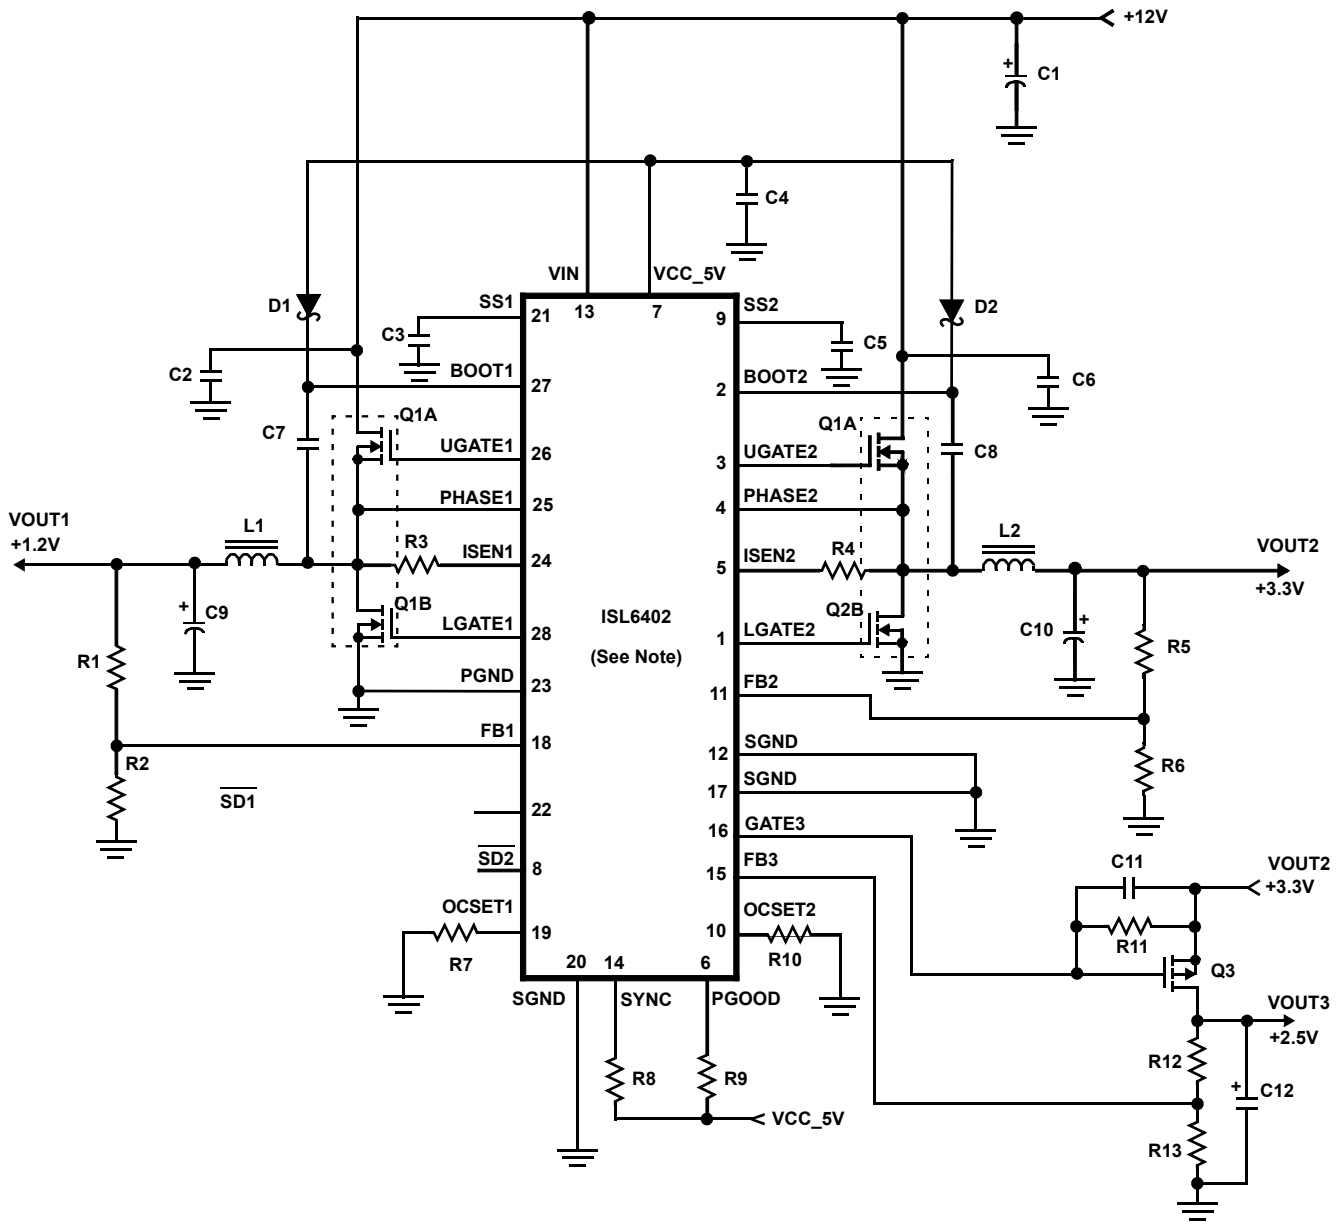 +12V
+
C1
C4
VIN
VCC_5V
13
7
D1
SS1
21
9
SS2
D2
C3
C5
C2
BOOT1
27
2
BOOT2
C6
Q1A
Q1A
C7
UGATE1
26
3
UGATE2
C8
PHASE1
25
4
PHASE2
VOUT1
+1.2V
L1
R3
ISEN1
24
5
ISEN2
R4
L2
VOUT2
+3.3V
+
C9
Q1B
LGATE1
28
ISL6402
(See Note)
1
LGATE2
Q2B
C10
+
R1
R5
PGND
23
11
FB2
FB1
18
12
SGND
R2
R6
SD1
17
SGND
22
16
GATE3
SD2
8
15
FB3
C11
VOUT2
+3.3V
OCSET1
19
10
OCSET2
R11
R7
R10
Q3
20
14
6
SGND
SYNC
PGOOD
VOUT3
+2.5V
R8
R9
R12
+
C12
VCC_5V
R13